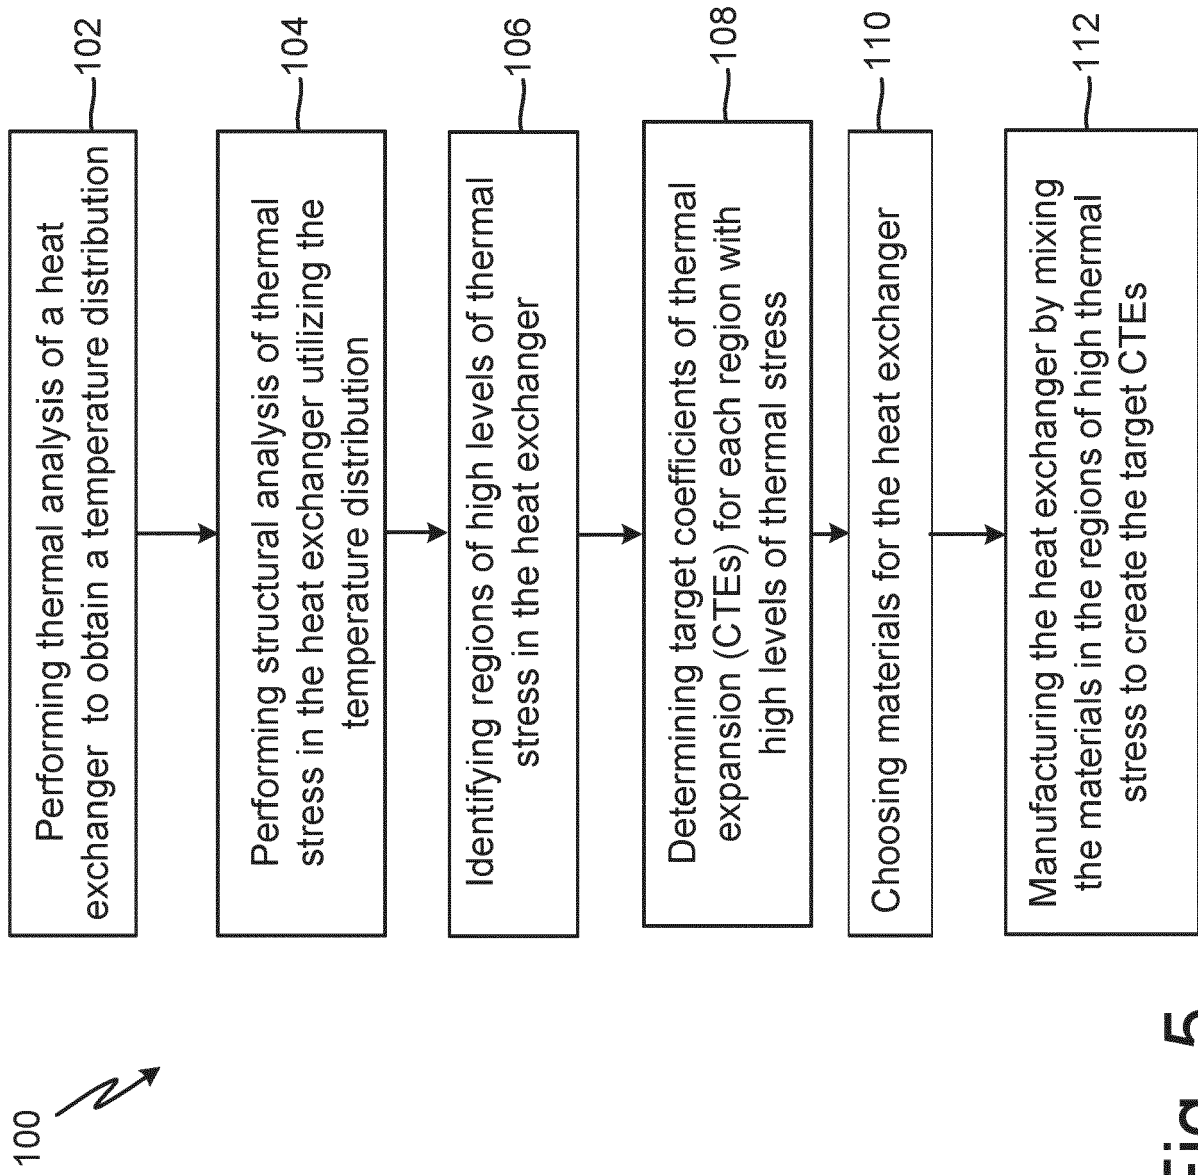 100
Performing thermal analysis of a heat
exchanger to obtain a temperature distribution
102
Performing structural analysis of thermal
stress in the heat exchanger utilizing the
temperature distribution
104
Identifying regions of high levels of thermal
stress in the heat exchanger
106
Determining target coefficients of thermal
expansion (CTEs) for each region with
high levels of thermal stress
108
Choosing materials for the heat exchanger
110
Manufacturing the heat exchanger by mixing
the materials in the regions of high thermal
stress to create the target CTEs
112
Fig. 5